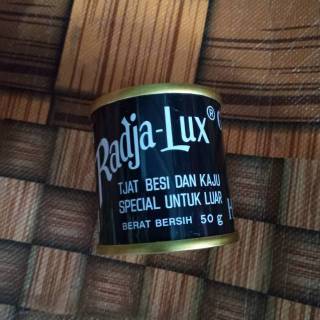 Radja-Lux®
TJAT BESI DAN KAJU
SPECIAL UNTUK LUAR
BERAT BERSIH 50 g